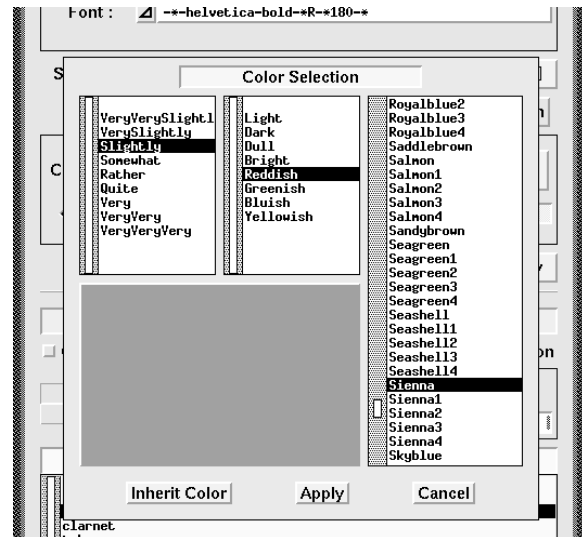 Font : -*-helvetica-bold-*R-*180-*
Color Selection
VeryVerySlightl
VerySlightly
Slightly
Somewhat
Rather
Quite
Very
VeryVery
VeryVeryVery
Light
Dark
Dull
Bright
Reddish
Greenish
Bluish
Yellowish
Royalblue2
Royalblue3
Royalblue4
Saddlebrown
Salmon
Salmon1
Salmon2
Salmon3
Salmon4
Sandybrown
Seagreen
Seagreen1
Seagreen2
Seagreen3
Seagreen4
Seashell
Seashell1
Seashell2
Seashell3
Seashell4
Sienna
Sienna1
Sienna2
Sienna3
Sienna4
Skyblue
Inherit Color Apply Cancel
clarnet